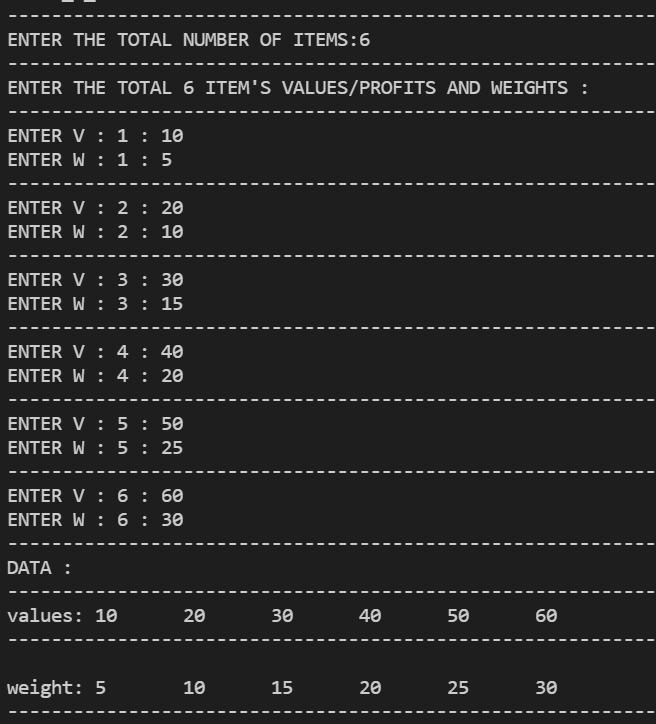 ------------------------------------------------------------
ENTER THE TOTAL NUMBER OF ITEMS:6
------------------------------------------------------------
ENTER THE TOTAL 6 ITEM'S VALUES/PROFITS AND WEIGHTS :
------------------------------------------------------------
ENTER V : 1 : 10
ENTER W : 1 : 5
------------------------------------------------------------
ENTER V : 2 : 20
ENTER W : 2 : 10
------------------------------------------------------------
ENTER V : 3 : 30
ENTER W : 3 : 15
------------------------------------------------------------
ENTER V : 4 : 40
ENTER W : 4 : 20
------------------------------------------------------------
ENTER V : 5 : 50
ENTER W : 5 : 25
------------------------------------------------------------
ENTER V : 6 : 60
ENTER W : 6 : 30
------------------------------------------------------------
DATA :
------------------------------------------------------------
values: 10      20      30      40      50      60
------------------------------------------------------------
weight: 5       10      15      20      25      30
------------------------------------------------------------